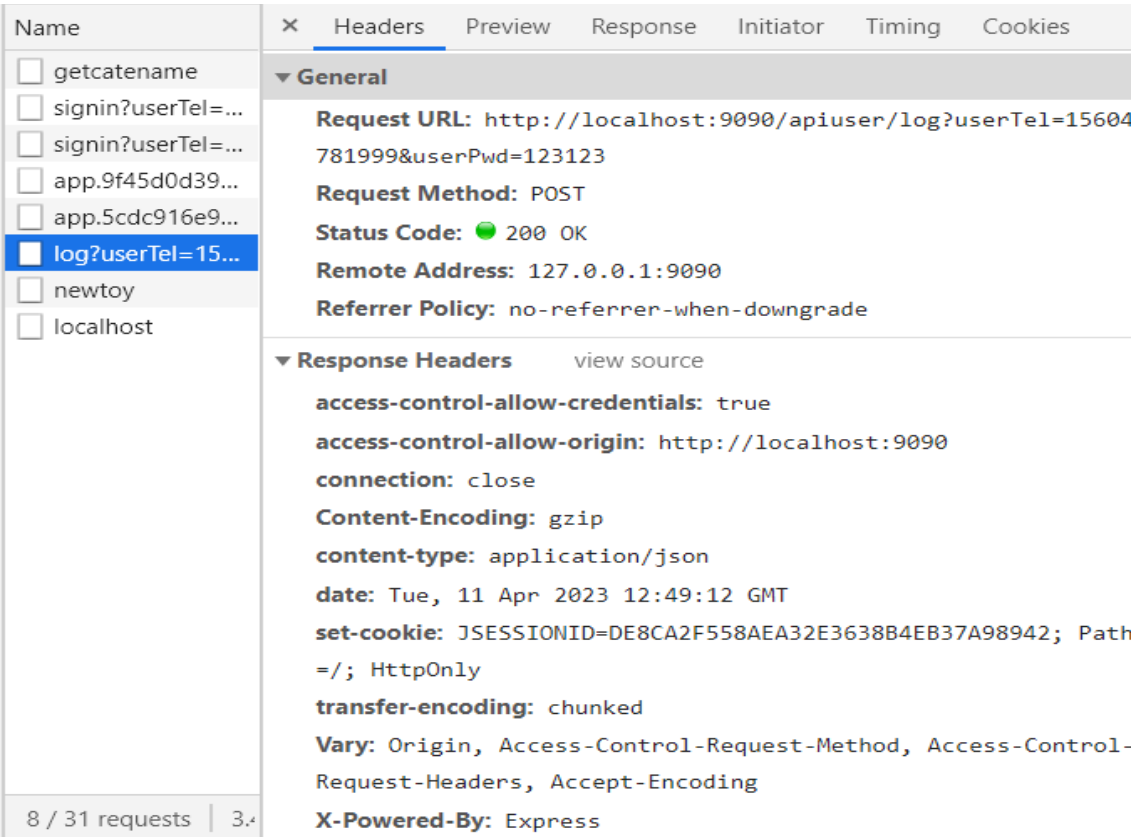 Name
× Headers Preview Response Initiator Timing Cookies
getcatename
signin?userTel=...
signin?userTel=...
app.9f45d0d39...
app.5cdc916e9...
log?userTel=15...
newtoy
localhost
8 / 31 requests 3.4
▼ General
Request URL: http://localhost:9090/apiuser/log?userTel=15604
781999&userPwd=123123
Request Method: POST
Status Code: 200 OK
Remote Address: 127.0.0.1:9090
Referrer Policy: no-referrer-when-downgrade
▼ Response Headers view source
access-control-allow-credentials: true
access-control-allow-origin: http://localhost:9090
connection: close
Content-Encoding: gzip
content-type: application/json
date: Tue, 11 Apr 2023 12:49:12 GMT
set-cookie: JSESSIONID=DE8CA2F558AEA32E3638B4EB37A98942; Path
=/; HttpOnly
transfer-encoding: chunked
Vary: Origin, Access-Control-Request-Method, Access-Control-
Request-Headers, Accept-Encoding
X-Powered-By: Express